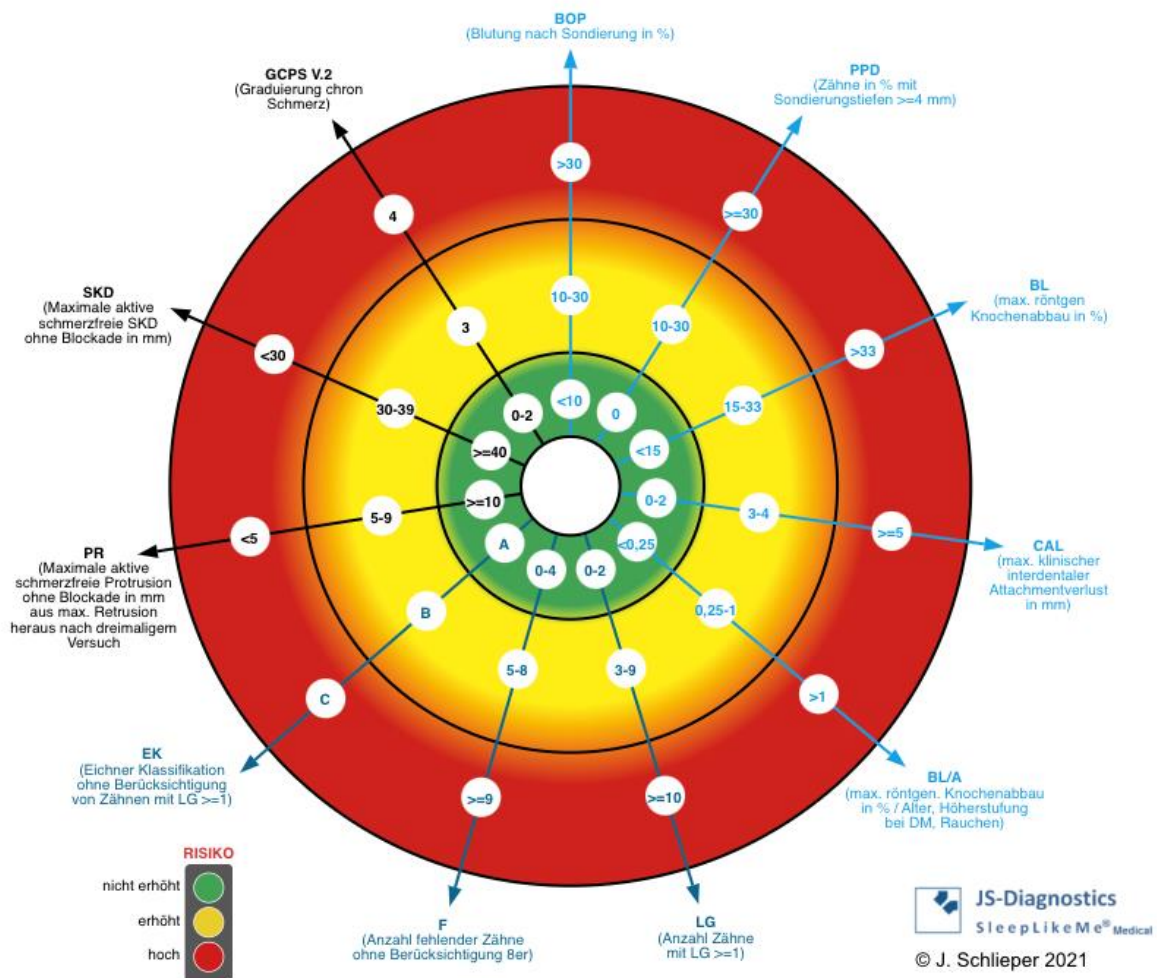 BOP
(Blutung nach Sondierung in %)
GCPS V.2
(Graduierung chron
Schmerz)
PPD
(Zähne in % mit
Sondierungstiefen >=4 mm)
SKD
(Maximale aktive
schmerzfreie SKD
ohne Blockade in mm)
BL
(max. röntgen
Knochenabbau in %)
>30
4
>=30
10-30
3
10-30
<30
>33
30-39
15-33
0-2
<10
0
>=40
<15
>=10
0-2
5-9
3-4
<5
>=5
A
<0,25
0-4
0-2
B
0,25-1
5-8
3-9
C
>1
>=9
>=10
PR
(Maximale aktive
schmerzfreie Protrusion
ohne Blockade in mm
aus max. Retrusion
heraus nach dreimaligem
Versuch
CAL
(max. klinischer
interdentaler
Attachmentverlust
in mm)
EK
(Eichner Klassifikation
ohne Berücksichtigung
von Zähnen mit LG >=1)
BL/A
(max. röntgen. Knochenabbau
in % / Alter, Höherstufung
bei DM, Rauchen)
RISIKO
nicht erhöht
erhöht
hoch
F
(Anzahl fehlender Zähne
ohne Berücksichtigung 8er)
LG
(Anzahl Zähne
mit LG >=1)
JS-Diagnostics
SleepLikeMe® Medical
© J. Schlieper 2021